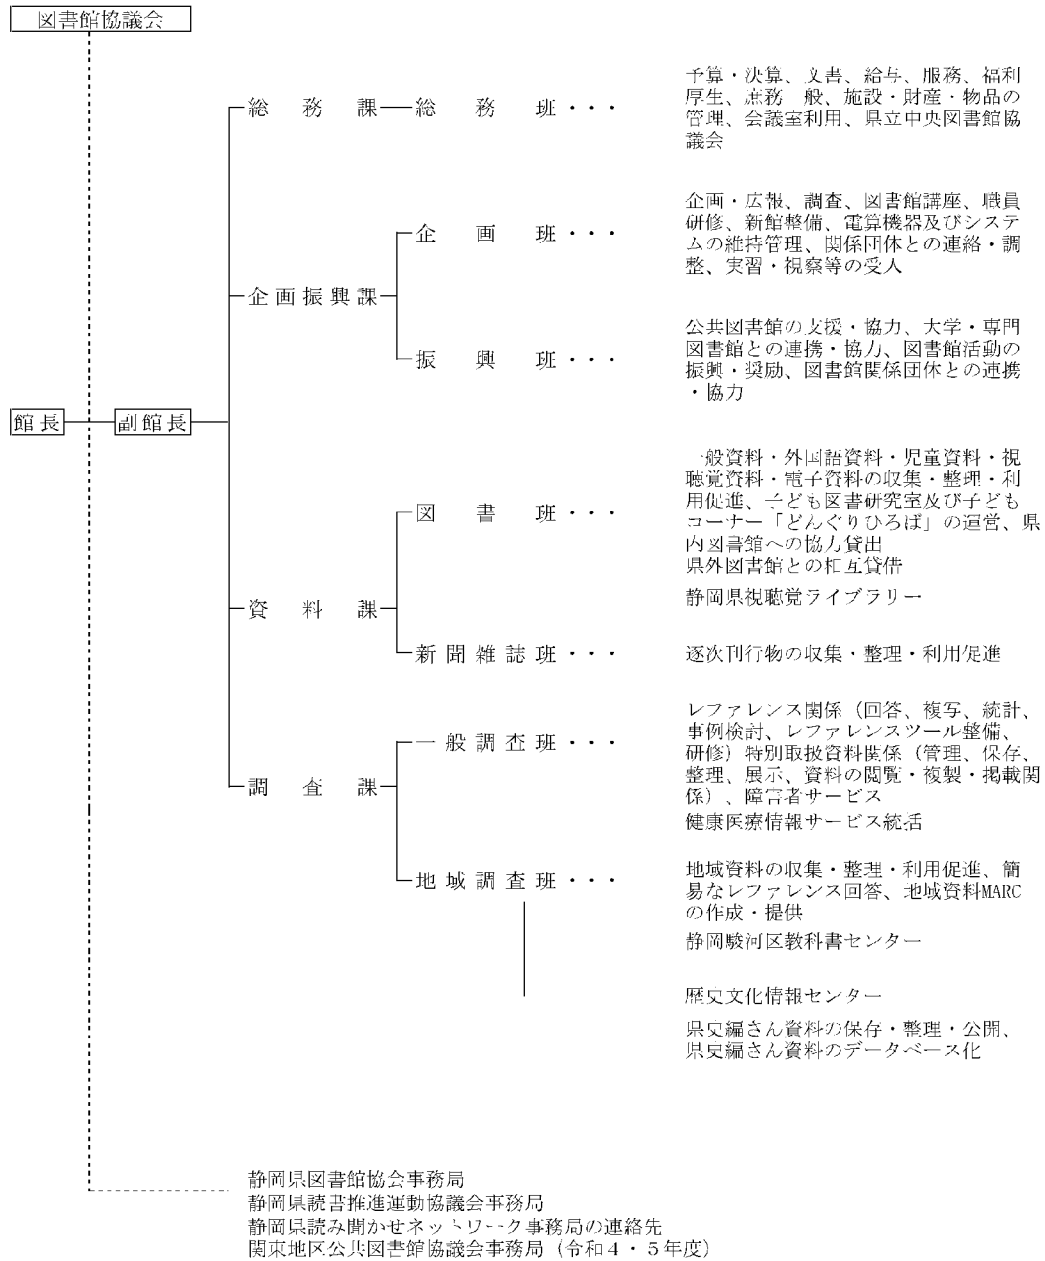 図書館協議会
館長
副館長
総務課
総務班・・・
予算・決算、文書、給与、服務、福利
厚生、庶務一般、施設・財産・物品の
管理、会議室利用、県立中央図書館協
議会
企画振興課
企画班・・・
企画・広報、調査、図書館講座、職員
研修、新館整備、電算機器及びシステ
ムの維持管理、関係団体との連絡・調
整、実習・視察等の受入
振興班・・・
公共図書館の支援・協力、大学・専門
図書館との連携・協力、図書館活動の
振興・奨励、図書館関係団体との連携
・協力
資料課
図書班・・・
一般資料・外国語資料・児童資料・視
聴覚資料・電子資料の収集・整理・利
用促進、子ども図書研究室及び子ども
コーナー「どんぐりひろば」の運営、県
内図書館への協力貸出
県外図書館との相互貸借
静岡県視聴覚ライブラリー
新聞雑誌班・・・
逐次刊行物の収集・整理・利用促進
調査課
一般調査班・・・
レファレンス関係（回答、複写、統計、
事例検討、レファレンスツール整備、
研修）特別取扱資料関係（管理、保存、
整理、展示、資料の閲覧・複製・掲載関
係）、障害者サービス
健康医療情報サービス統括
地域調査班・・・
地域資料の収集・整理・利用促進、簡
易なレファレンス回答、地域資料MARC
の作成・提供
静岡駿河区教科書センター
歴史文化情報センター
県史編さん資料の保存・整理・公開、
県史編さん資料のデータベース化
静岡県図書館協会事務局
静岡県読書推進運動協議会事務局
静岡県読み聞かせネットワーク事務局の連絡先
関東地区公共図書館協議会事務局（令和４・５年度）